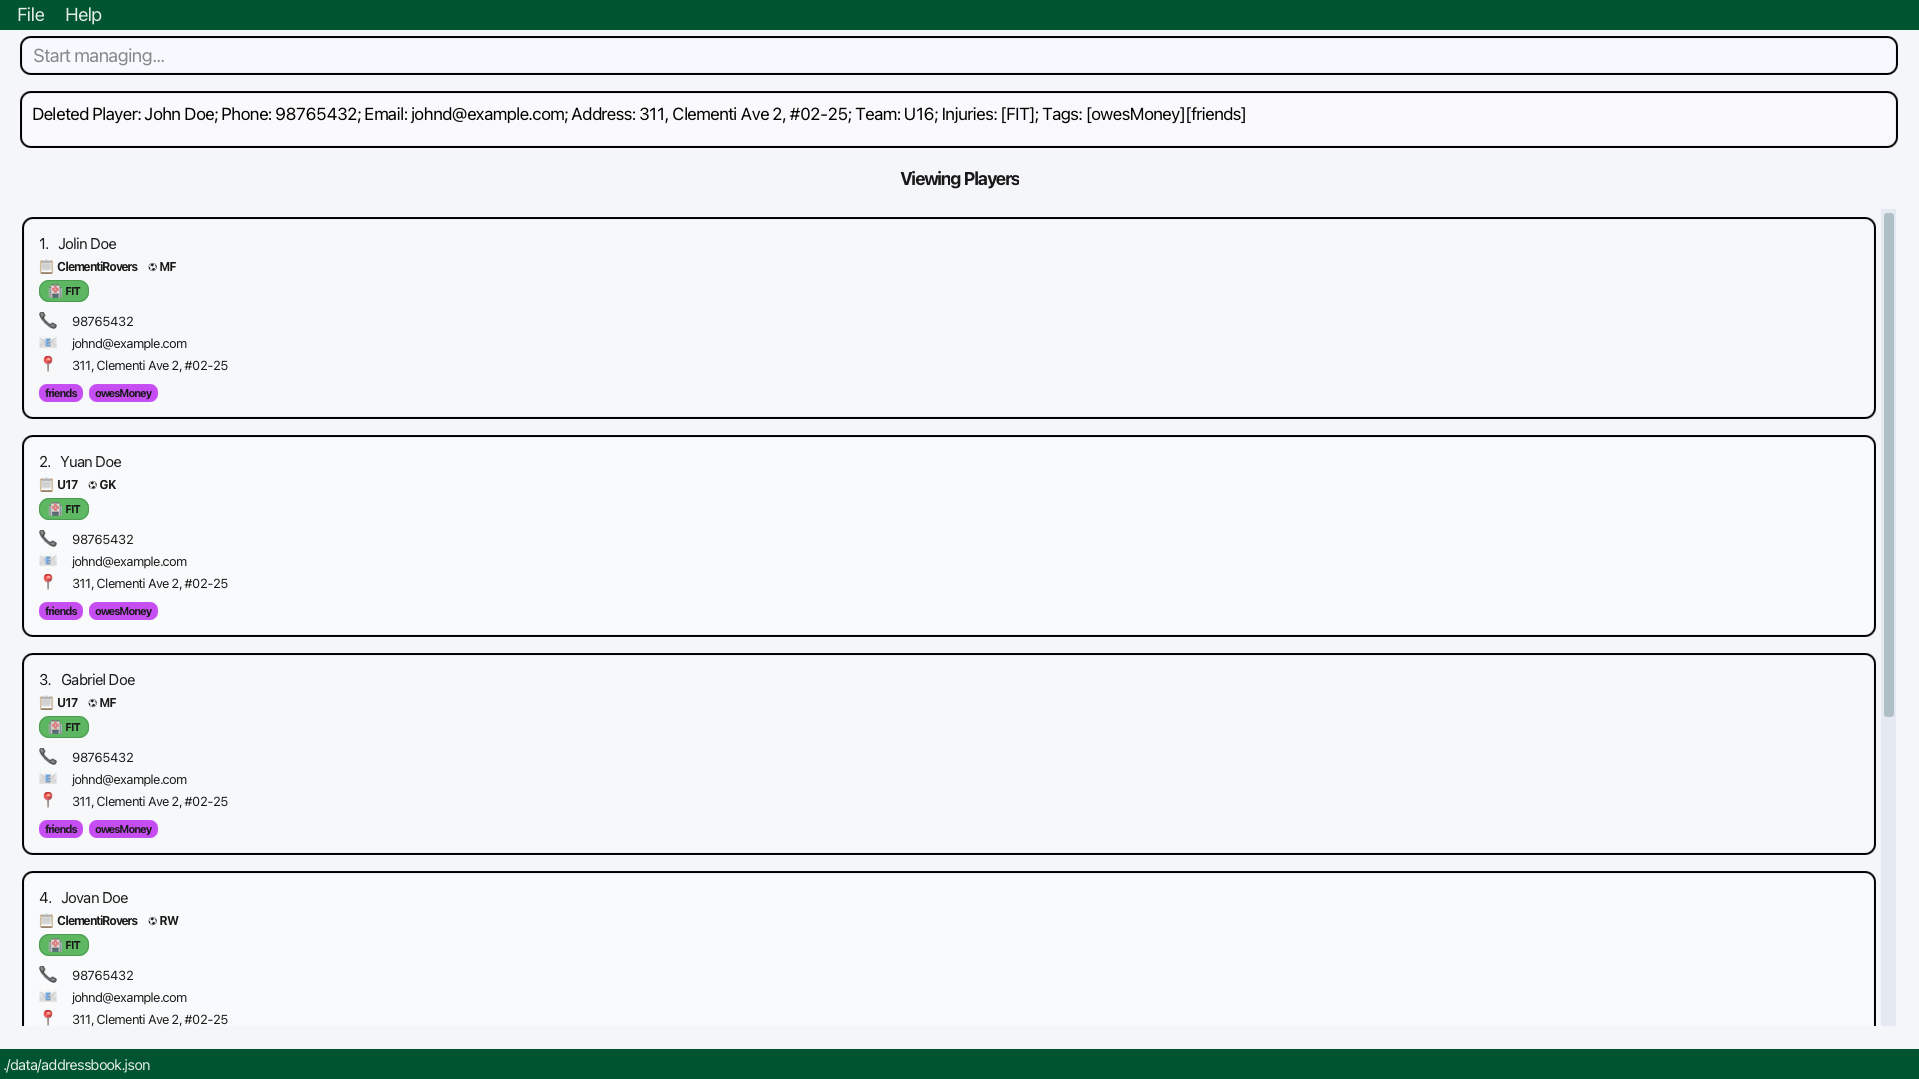 File Help
Start managing...
Deleted Player: John Doe; Phone: 98765432; Email: johnd@example.com; Address: 311, Clementi Ave 2, #02-25; Team: U16; Injuries: [FIT]; Tags: [owesMoney][friends]
Viewing Players
1. Jolin Doe
ClementiRovers MF
FIT
98765432
johnd@example.com
311, Clementi Ave 2, #02-25
friends owesMoney
2. Yuan Doe
U17 GK
FIT
98765432
johnd@example.com
311, Clementi Ave 2, #02-25
friends owesMoney
3. Gabriel Doe
U17 MF
FIT
98765432
johnd@example.com
311, Clementi Ave 2, #02-25
friends owesMoney
4. Jovan Doe
ClementiRovers RW
FIT
98765432
johnd@example.com
311, Clementi Ave 2, #02-25
./data/addressbook.json